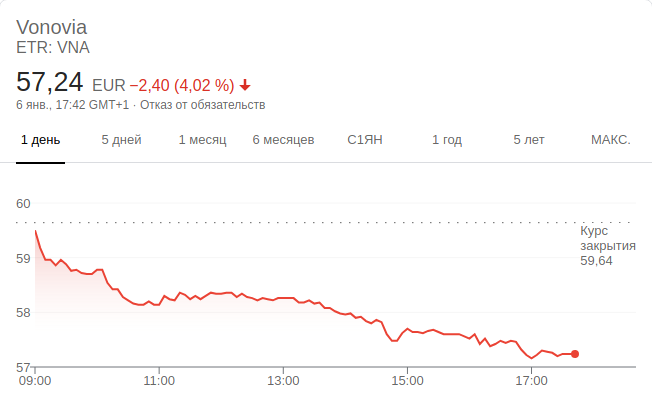 Vonovia
ETR: VNA
57,24 EUR −2,40 (4,02 %)
6 янв., 17:42 GMT+1 · Отказ от обязательств
1 день 5 дней 1 месяц 6 месяцев С1ЯН 1 год 5 лет МАКС.
60
Курс
закрытия
59,64
59
58
57
09:00 11:00 13:00 15:00 17:00